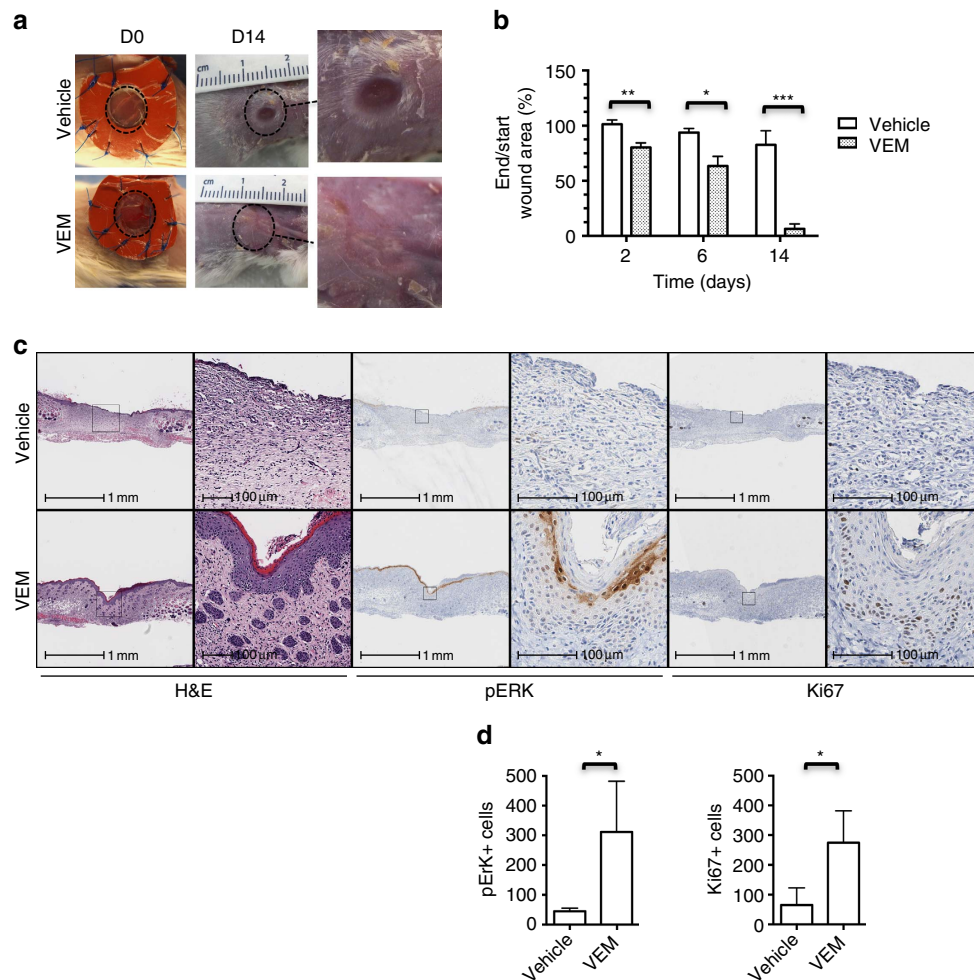 a
D0
D14
Vehicle
VEM
cm
1
2
cm
1
2
b
End/start
wound area (%)
150
100
50
0
**
*
***
2
6
14
Time (days)
Vehicle
VEM
c
Vehicle
1 mm
100 μm
1 mm
100 μm
1 mm
100 μm
VEM
1 mm
100 μm
1 mm
100 μm
1 mm
100 μm
H&E
pERK
Ki67
d
pErK+ cells
500
400
300
200
100
0
*
Vehicle
VEM
Ki67+ cells
500
400
300
200
100
0
*
Vehicle
VEM